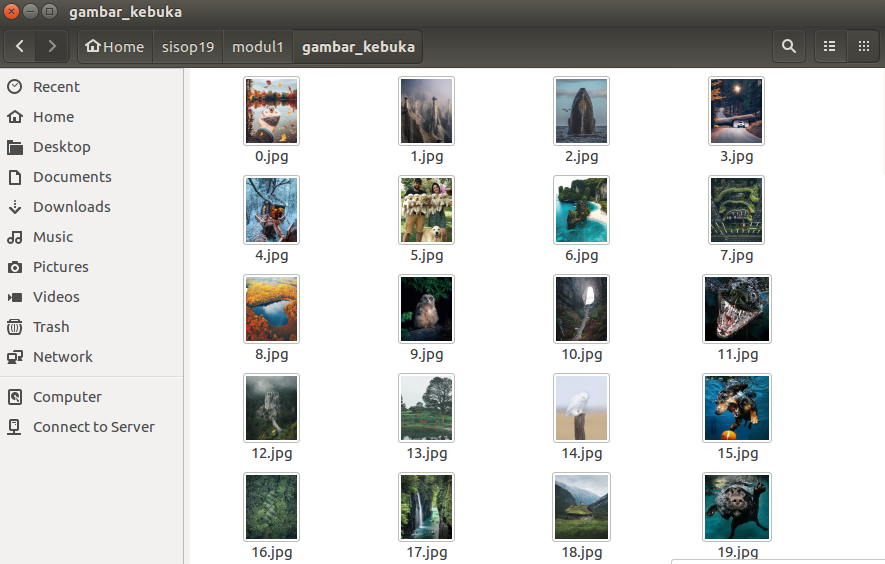 gambar_kebuka
Home sisop19 modul1 gambar_kebuka
Recent
Home
Desktop
Documents
Downloads
Music
Pictures
Videos
Trash
Network
Computer
Connect to Server
0.jpg 1.jpg 2.jpg 3.jpg
4.jpg 5.jpg 6.jpg 7.jpg
8.jpg 9.jpg 10.jpg 11.jpg
12.jpg 13.jpg 14.jpg 15.jpg
16.jpg 17.jpg 18.jpg 19.jpg